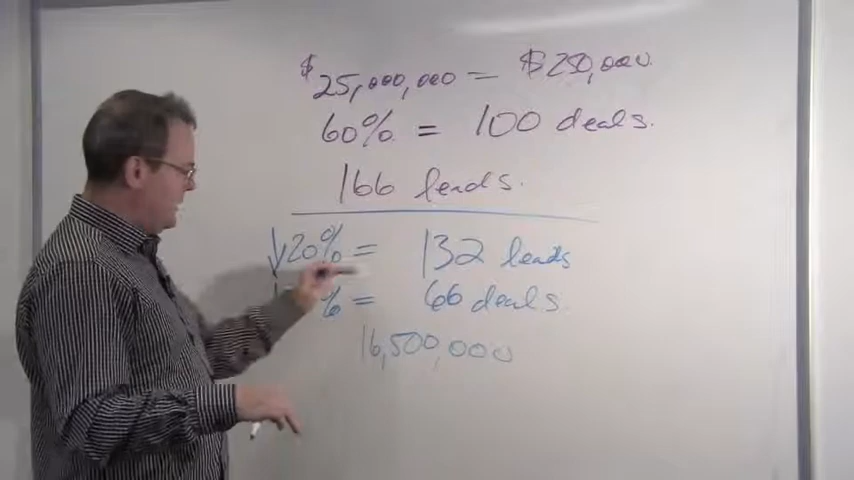 $25,000,000 = $250,000.
60% = 100 deals.
166 leads.
↓20% = 132 leads
% = 66 deals.
16,500,000